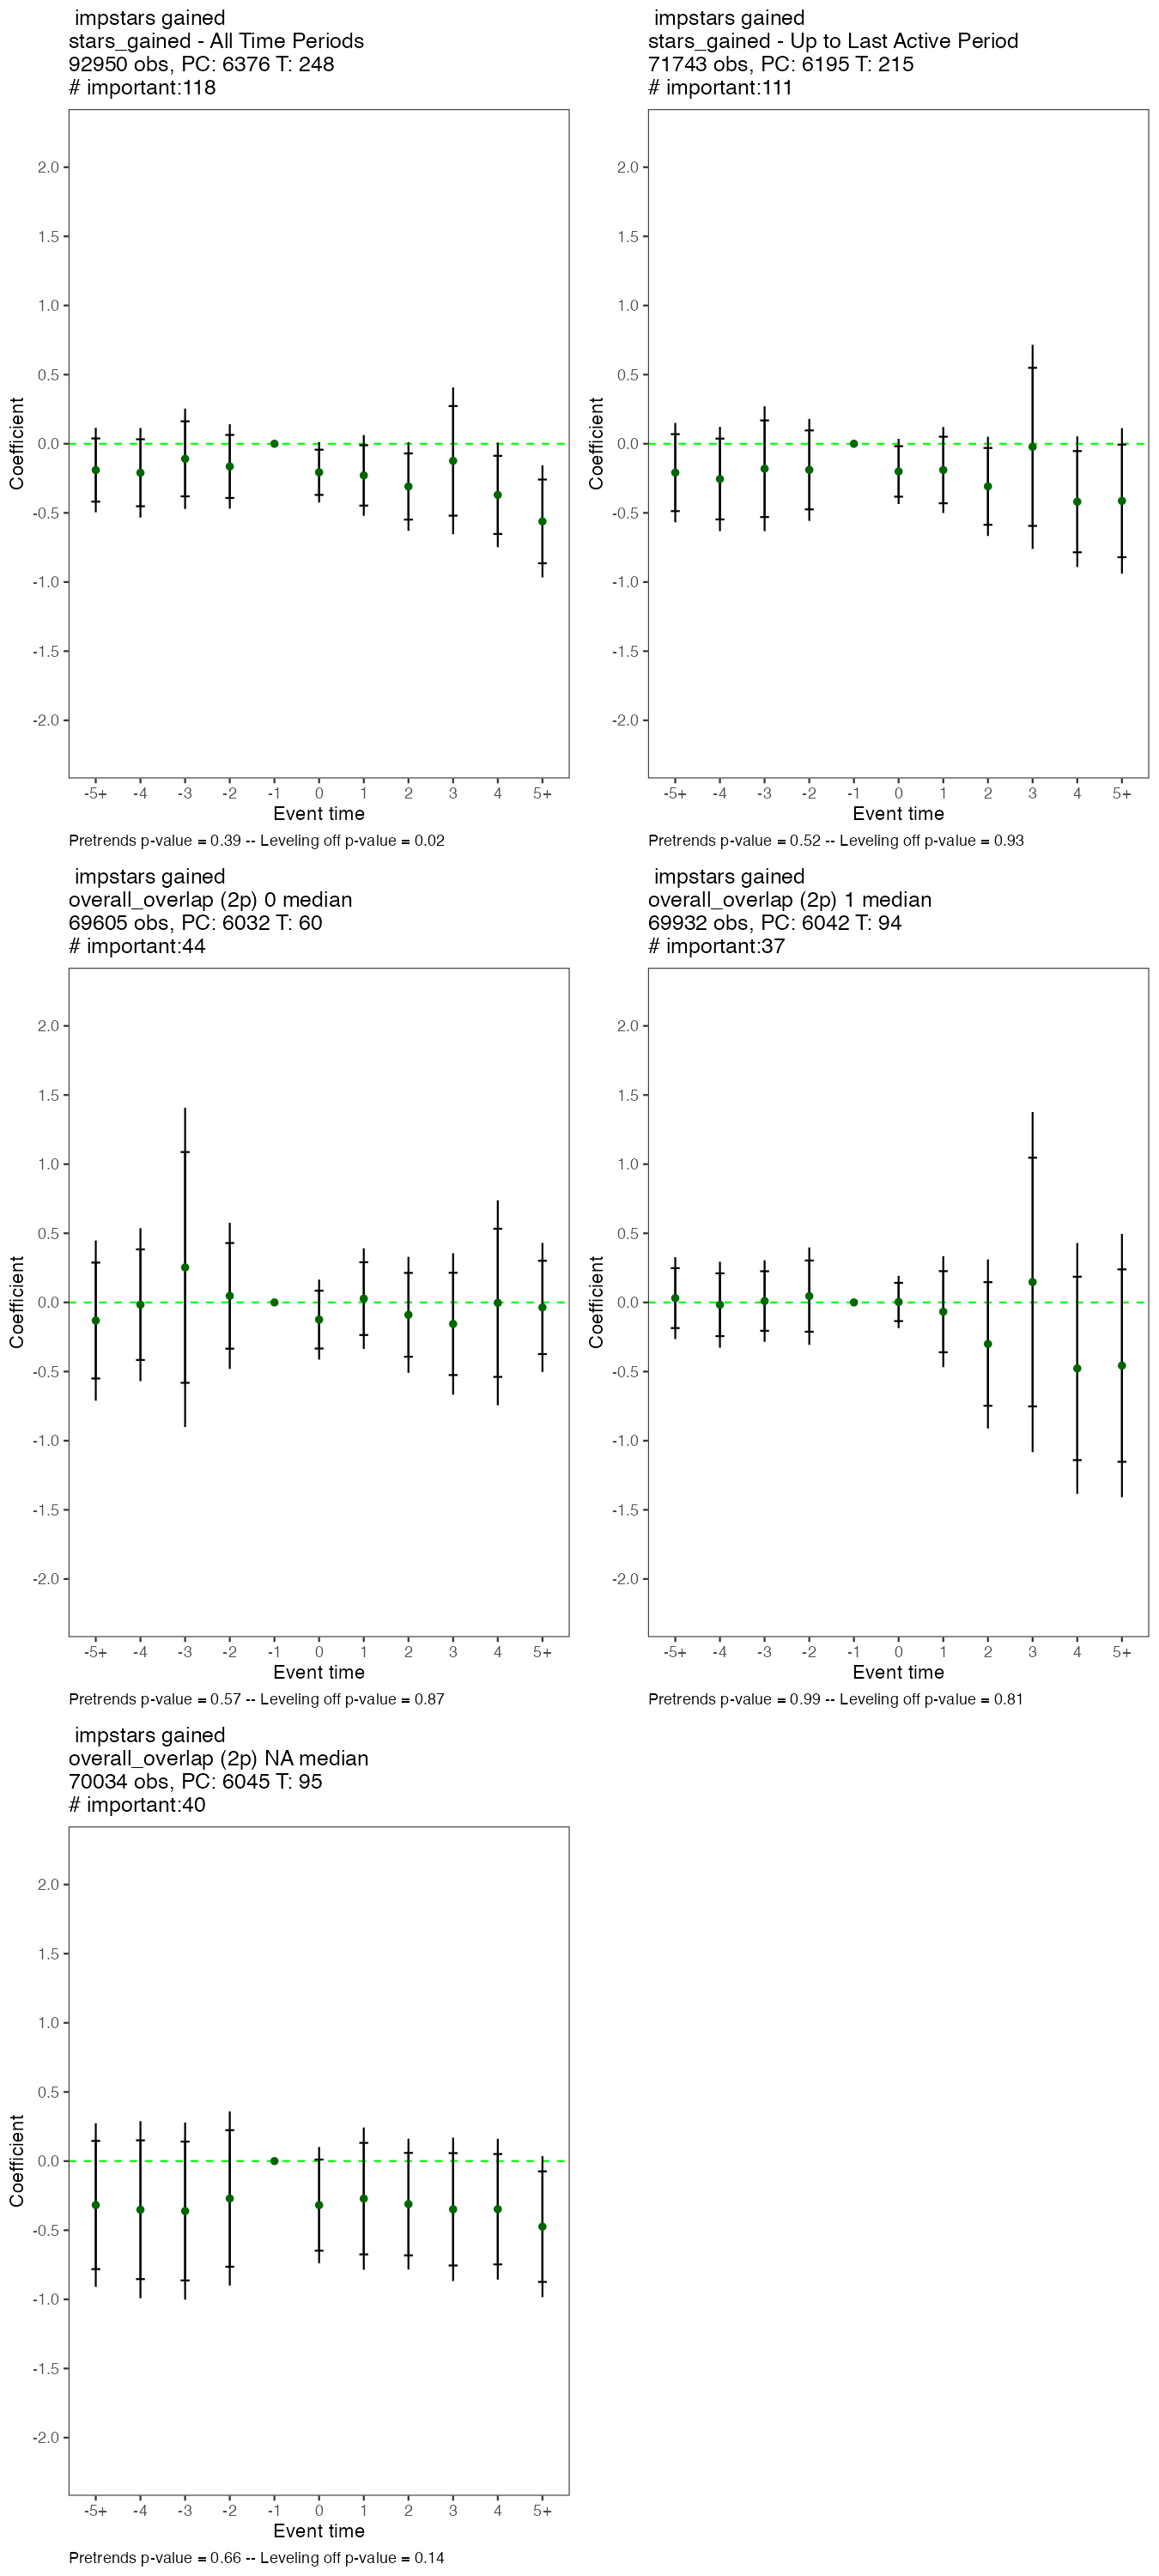 impstars gained
stars_gained - All Time Periods
92950 obs, PC: 6376 T: 248
# important:118
Coefficient
2.0
1.5
1.0
0.5
0.0
-0.5
-1.0
-1.5
-2.0
-5+ -4 -3 -2 -1 0 1 2 3 4 5+
Event time
Pretrends p-value = 0.39 -- Leveling off p-value = 0.02
impstars gained
stars_gained - Up to Last Active Period
71743 obs, PC: 6195 T: 215
# important:111
Coefficient
2.0
1.5
1.0
0.5
0.0
-0.5
-1.0
-1.5
-2.0
-5+ -4 -3 -2 -1 0 1 2 3 4 5+
Event time
Pretrends p-value = 0.52 -- Leveling off p-value = 0.93
impstars gained
overall_overlap (2p) 0 median
69605 obs, PC: 6032 T: 60
# important:44
Coefficient
2.0
1.5
1.0
0.5
0.0
-0.5
-1.0
-1.5
-2.0
-5+ -4 -3 -2 -1 0 1 2 3 4 5+
Event time
Pretrends p-value = 0.57 -- Leveling off p-value = 0.87
impstars gained
overall_overlap (2p) 1 median
69932 obs, PC: 6042 T: 94
# important:37
Coefficient
2.0
1.5
1.0
0.5
0.0
-0.5
-1.0
-1.5
-2.0
-5+ -4 -3 -2 -1 0 1 2 3 4 5+
Event time
Pretrends p-value = 0.99 -- Leveling off p-value = 0.81
impstars gained
overall_overlap (2p) NA median
70034 obs, PC: 6045 T: 95
# important:40
Coefficient
2.0
1.5
1.0
0.5
0.0
-0.5
-1.0
-1.5
-2.0
-5+ -4 -3 -2 -1 0 1 2 3 4 5+
Event time
Pretrends p-value = 0.66 -- Leveling off p-value = 0.14